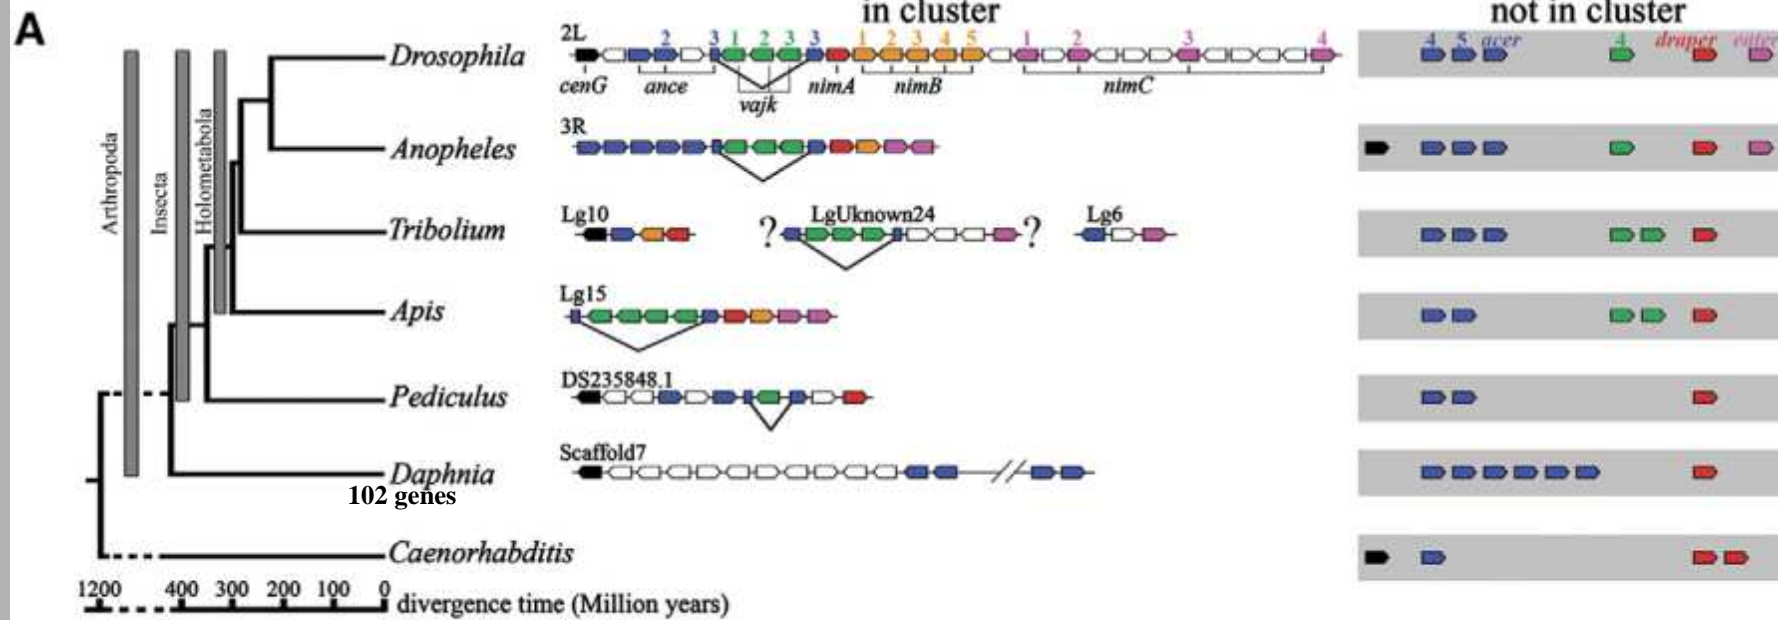 A
in cluster
not in cluster
2L
2 3 1 2 3 3 1 2 3 4 5 1 2 3 4
4 5 acer 4 draper eater
Drosophila
cenG ance vajk nimA nimB nimC
3R
Anopheles
Arthropoda
Insecta
Holometabola
Lg10
? LgUknown24 ?
Lg6
Tribolium
Lg15
Apis
DS235848.1
Pediculus
Scaffold7
Daphnia
102 genes
Caenorhabditis
1200 400 300 200 100 0
divergence time (Million years)